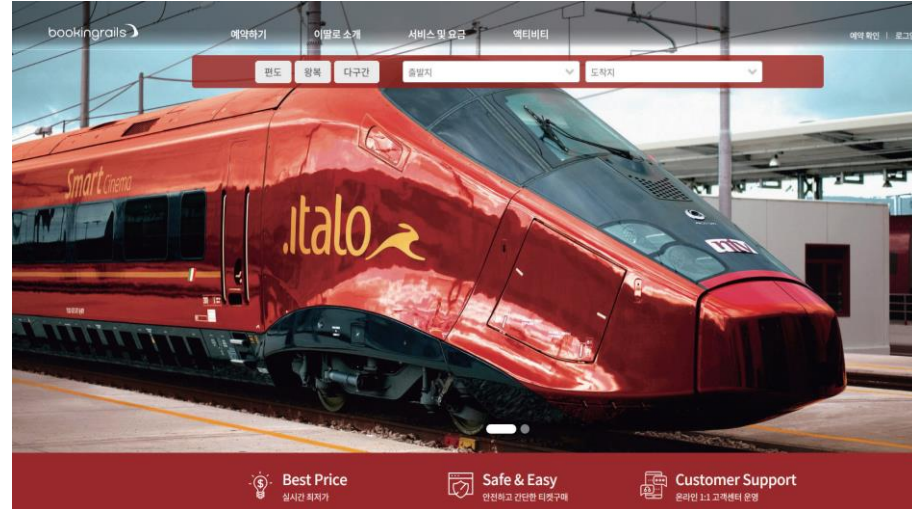 bookingrails
예약하기 이딸로 소개 서비스 및 요금 액티비티
예약 확인 | 로그인
편도 왕복 다구간 출발지 도착지
Smart Cinema
.italo
ntv
Best Price
실시간 최저가
Safe & Easy
안전하고 간단한 티켓구매
Customer Support
온라인 1:1 고객센터 운영